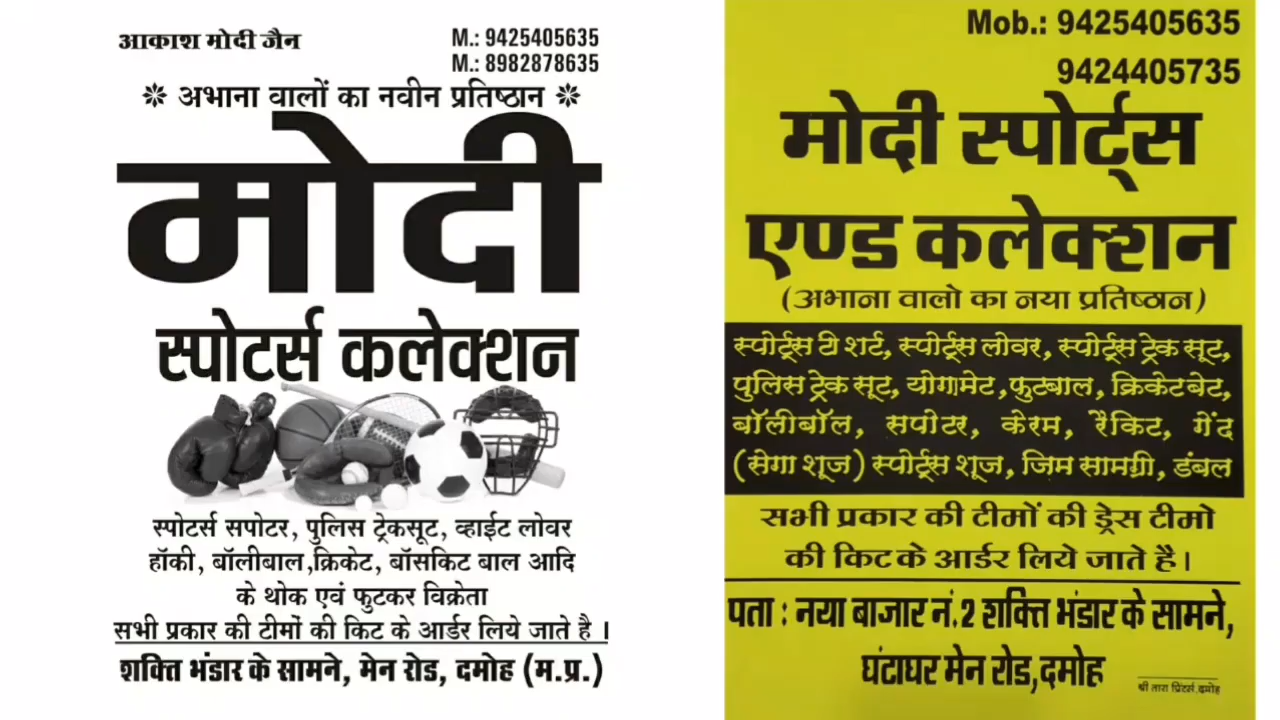 आकाश मोदी जैन
M.: 9425405635
M.: 8982878635
❋ अभाना वालों का नवीन प्रतिष्ठान ❋
मोदी
स्पोटर्स कलेक्शन
स्पोटर्स सपोटर, पुलिस ट्रेकसूट, व्हाईट लोवर
हॉकी, बॉलीबाल,क्रिकेट, बॉसकिट बाल आदि
के थोक एवं फुटकर विक्रेता
सभी प्रकार की टीमों की किट के आर्डर लिये जाते है ।
शक्ति भंडार के सामने, मेन रोड, दमोह (म.प्र.)
Mob.: 9425405635
9424405735
मोदी स्पोर्ट्स
एण्ड कलेक्शन
(अभाना वालो का नया प्रतिष्ठान)
स्पोर्ट्स टी शर्ट, स्पोर्ट्स लोवर, स्पोर्ट्स ट्रेक सूट,
पुलिस ट्रेक सूट, योगामेट, फुटबाल, क्रिकेट बेट,
बॉलीबॉल, सपोटर, केरम, रैकिट, गेंद
(सेगा शूज) स्पोर्ट्स शूज, जिम सामग्री, डंबल
सभी प्रकार की टीमों की ड्रेस टीमो
की किट के आर्डर लिये जाते है।
पता : नया बाजार नं. 2 शक्ति भंडार के सामने,
घंटाघर मेन रोड, दमोह
श्री तारा प्रिंटर्स, दमोह